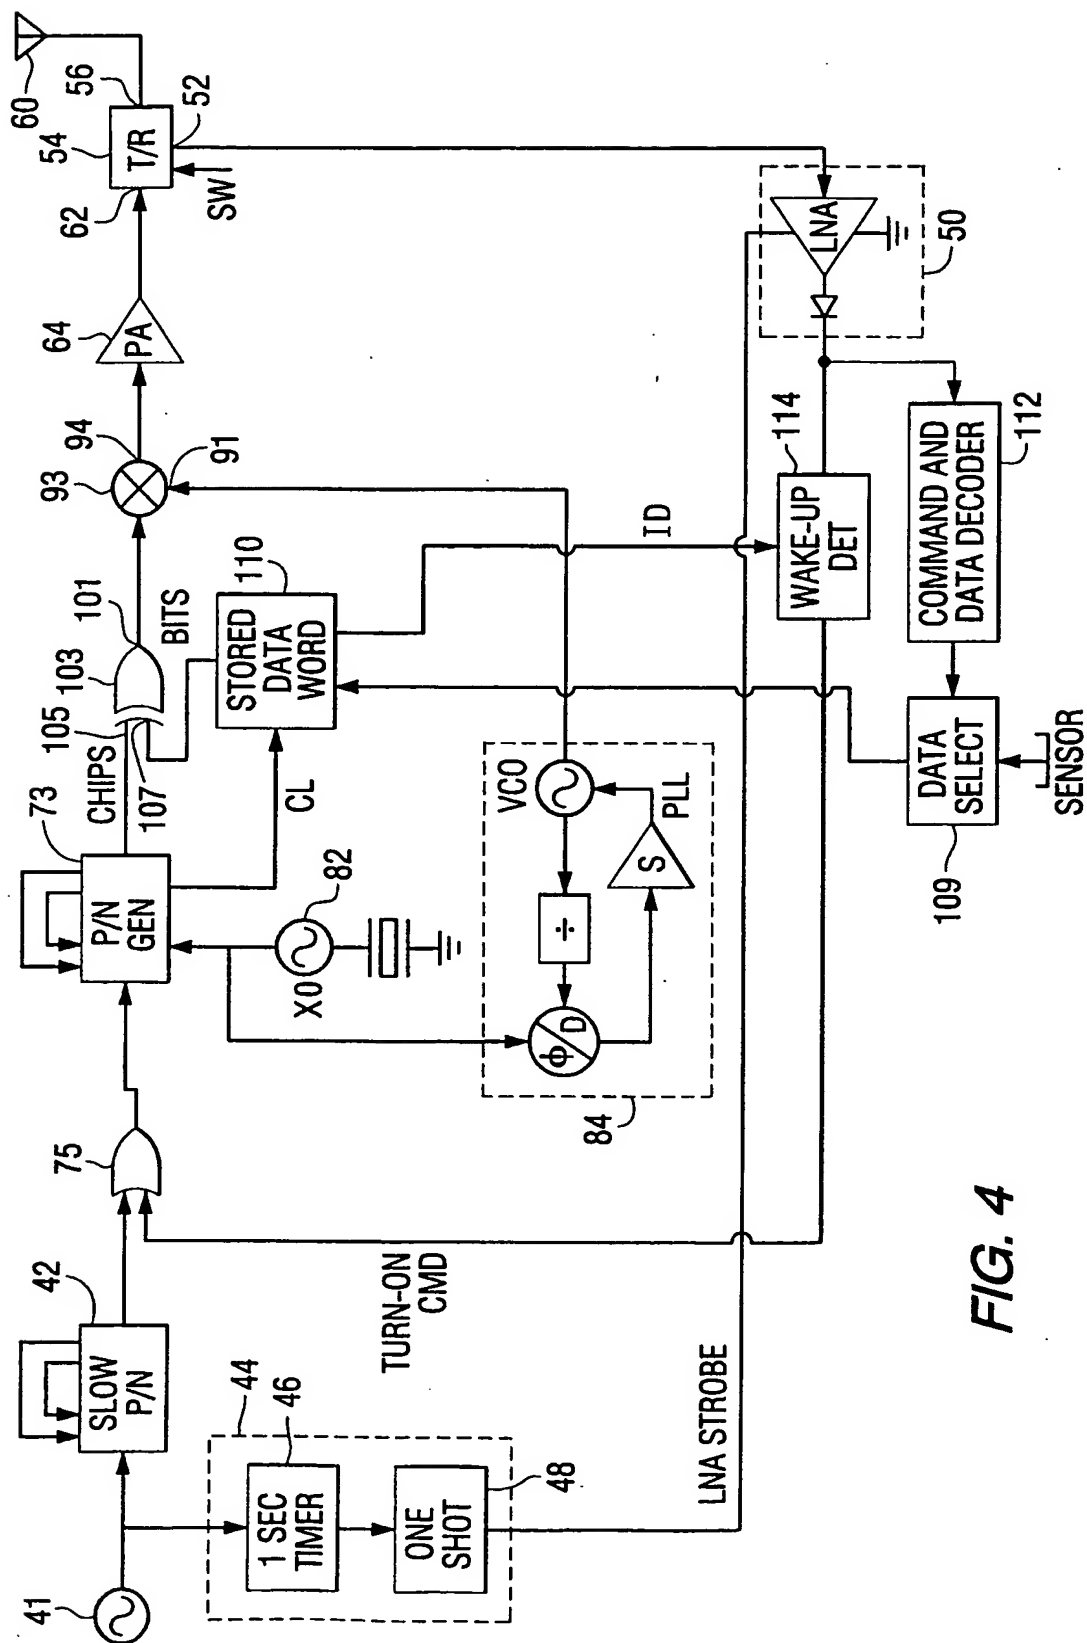 41
SLOW
P/N
42
75
P/N
GEN
73
CHIPS
105
103
101
107
BITS
93
94
91
PA
64
T/R
62
54
56
52
60
SW
CL
STORED
DATA
WORD
110
X0
82
VCO
÷
ϕ
D
S
PLL
84
ID
44
1 SEC
TIMER
46
ONE
SHOT
48
TURN-ON
CMD
LNA STROBE
LNA
50
WAKE-UP
DET
114
COMMAND AND
DATA DECODER
112
DATA
SELECT
109
SENSOR
FIG. 4